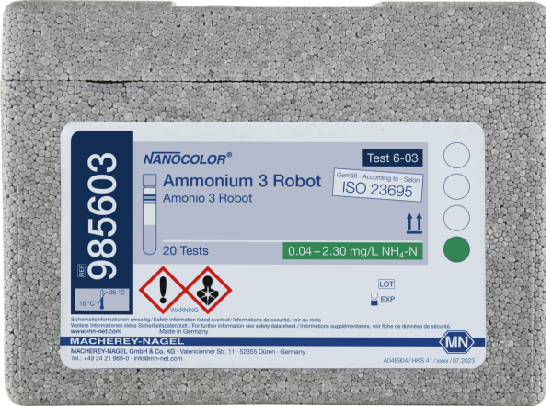 NANOCOLOR®
Test 6-03
Ammonium 3 Robot
Amonio 3 Robot
Gemäß - According to - Selon
ISO 23695
REF
985603
20 Tests
0.04 – 2.30 mg/L NH₄-N
WARNING
LOT
EXP
Weitere Informationen siehe Sicherheitsdatenblatt. / For further information see safety data sheet. / Informations supplémentaires, voir fiche de données de sécurité.
www.mn-net.com
Made in Germany
MACHEREY-NAGEL
MN
MACHEREY-NAGEL GmbH & Co. KG · Valencienner Str. 11 · 52355 Düren · Germany
Tel.: +49 24 21 969-0 · info@mn-net.com